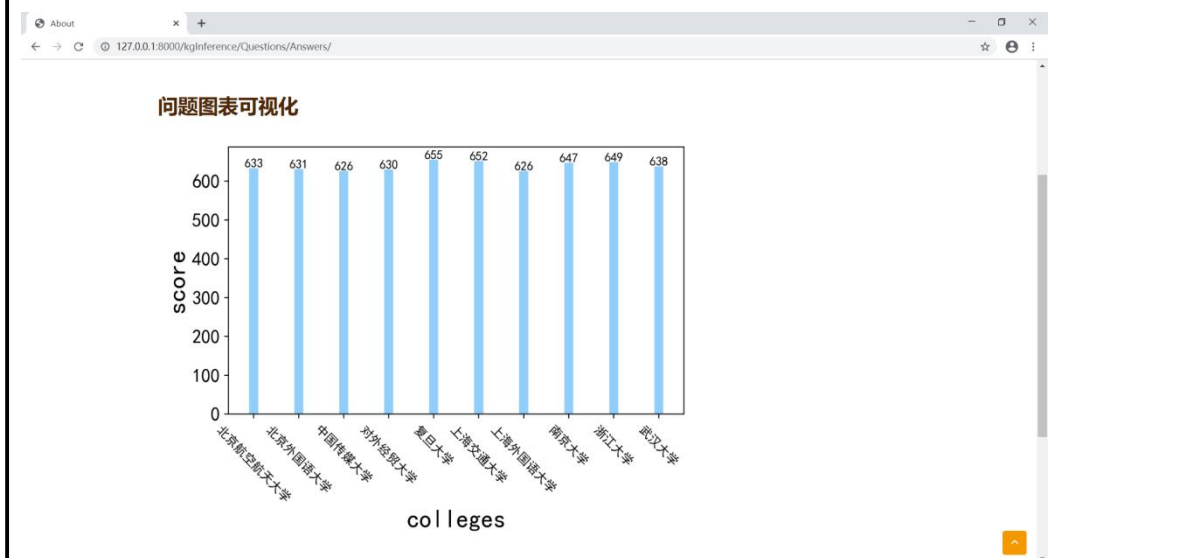 About
127.0.0.1:8000/kgInference/Questions/Answers/
问题图表可视化
633 631 626 630 655 652 626 647 649 638
600
500
400
300
200
100
0
score
北京航空航天大学
北京外国语大学
中国传媒大学
对外经贸大学
复旦大学
上海交通大学
上海外国语大学
南京大学
浙江大学
武汉大学
colleges